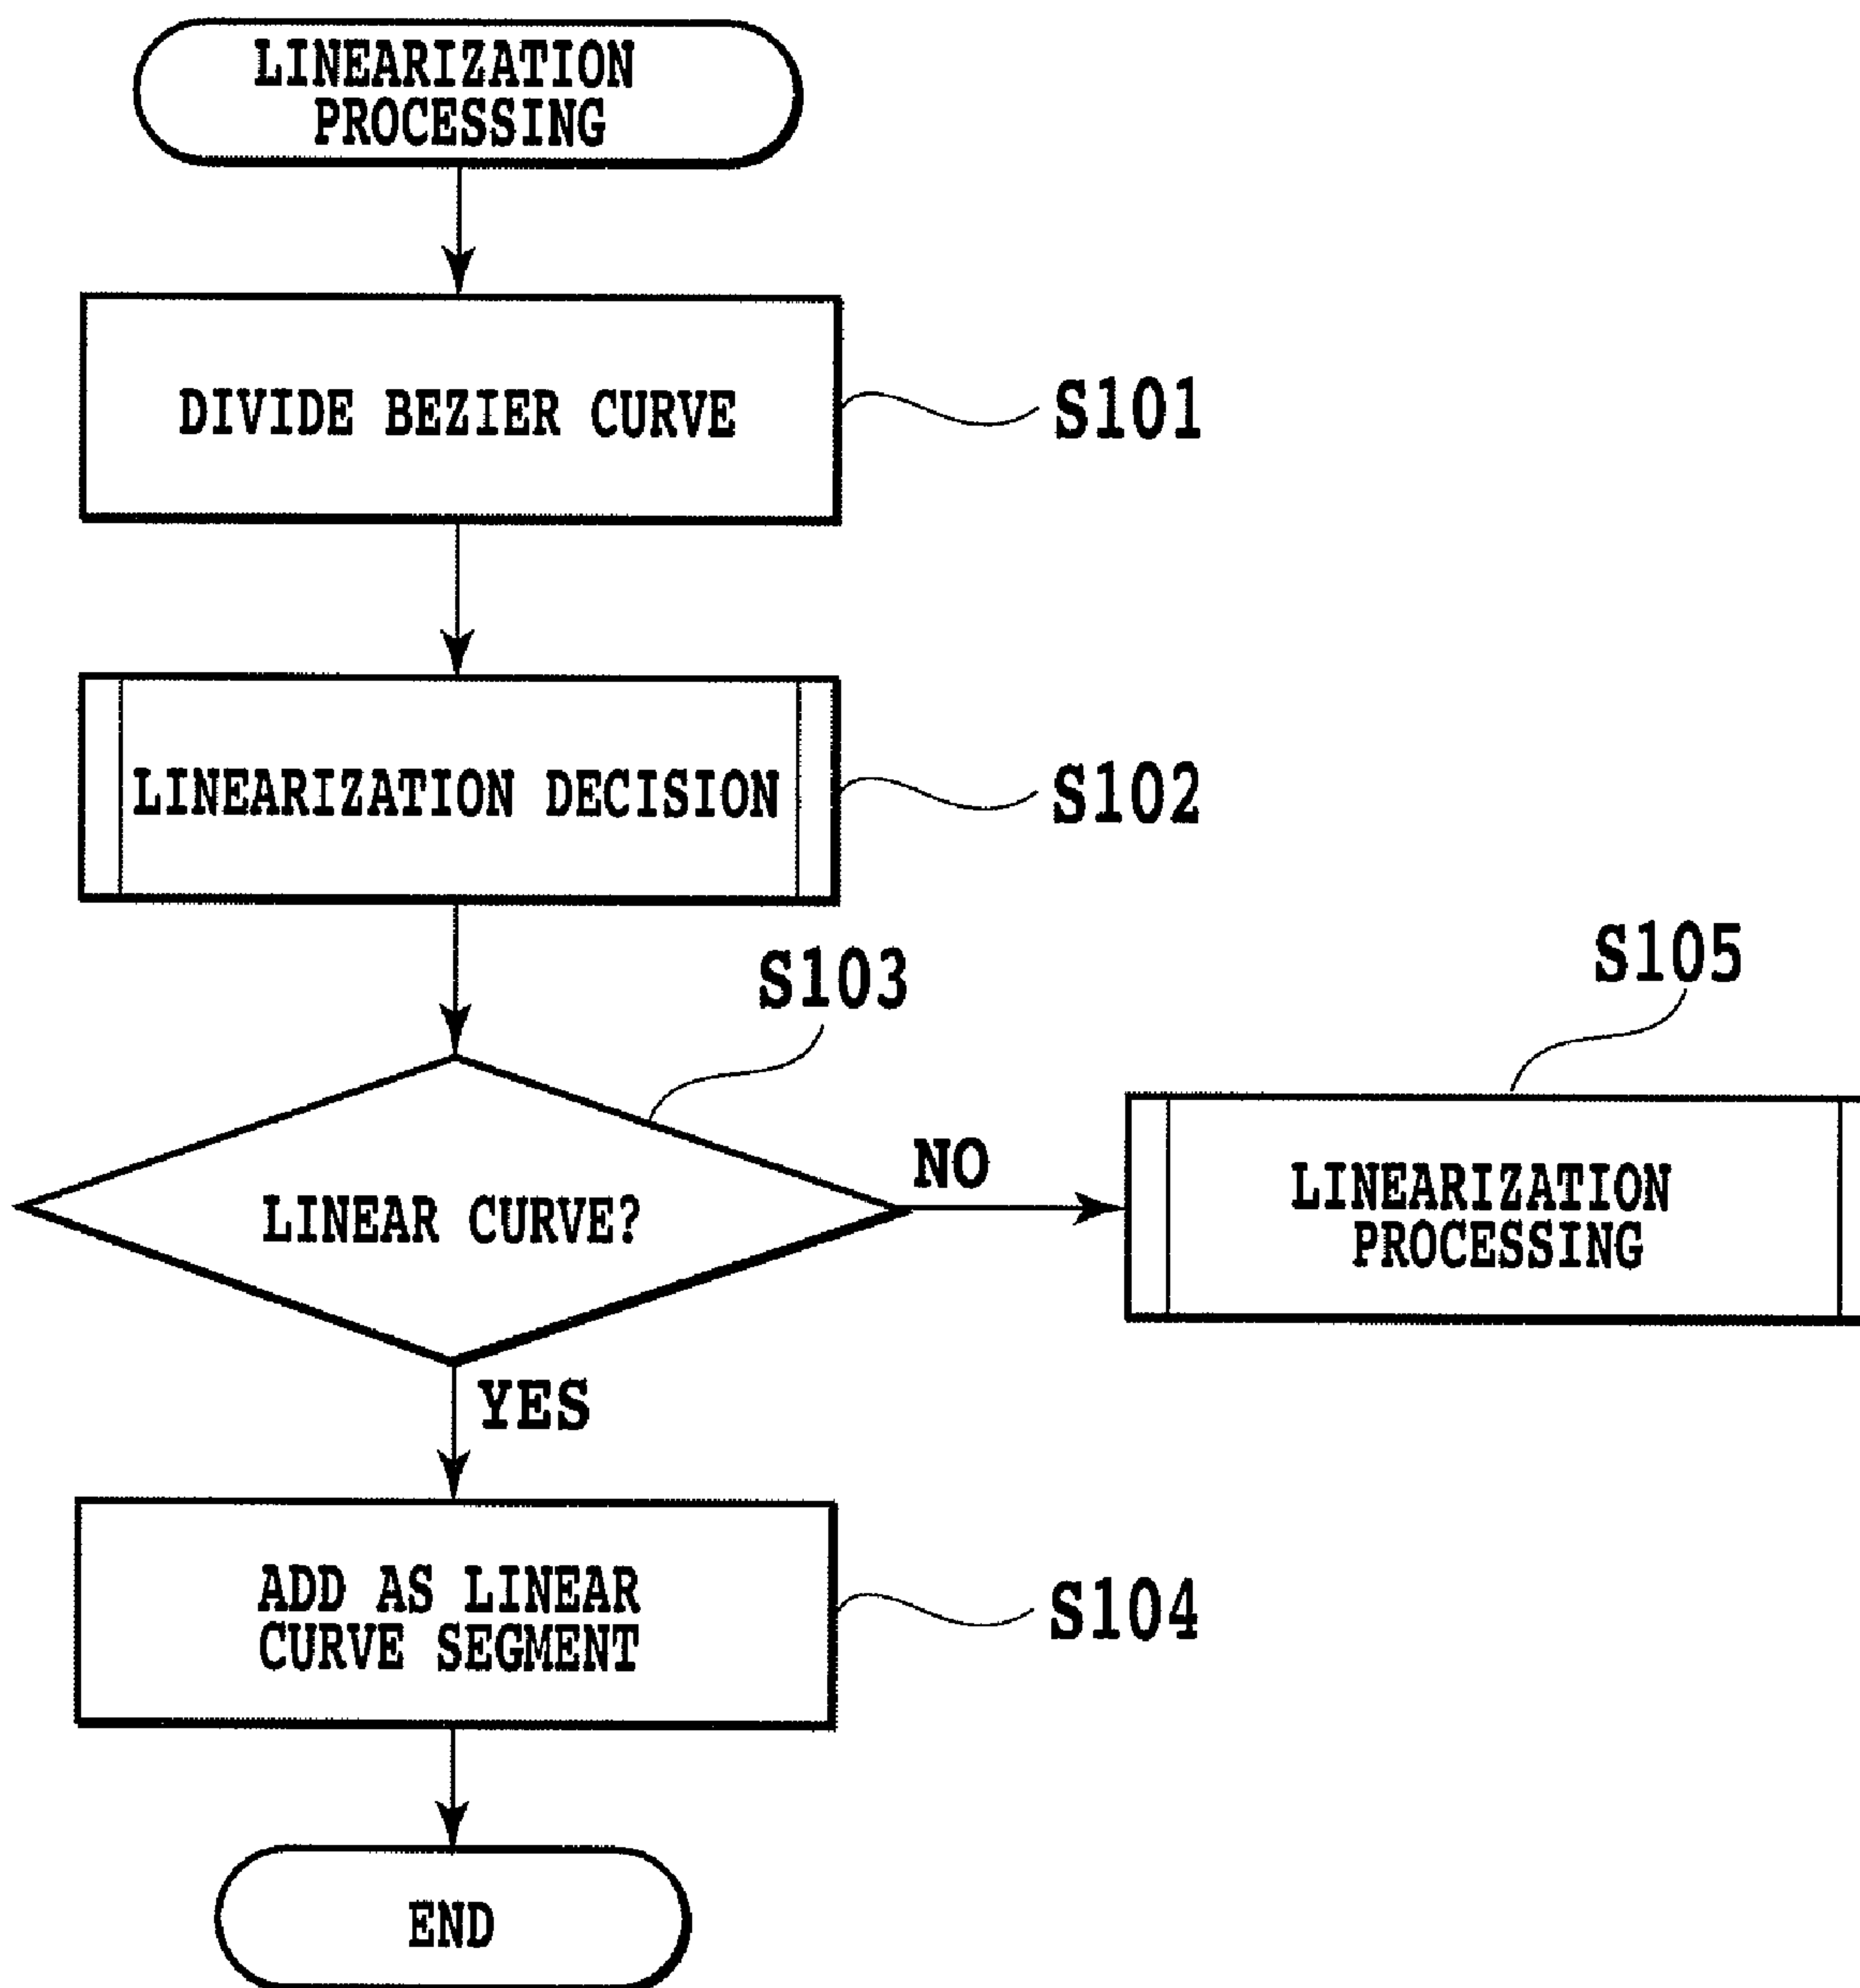 LINEARIZATION
PROCESSING
DIVIDE BEZIER CURVE
S101
LINEARIZATION DECISION
S102
S103
S105
LINEAR CURVE?
NO
LINEARIZATION
PROCESSING
YES
ADD AS LINEAR
CURVE SEGMENT
S104
END